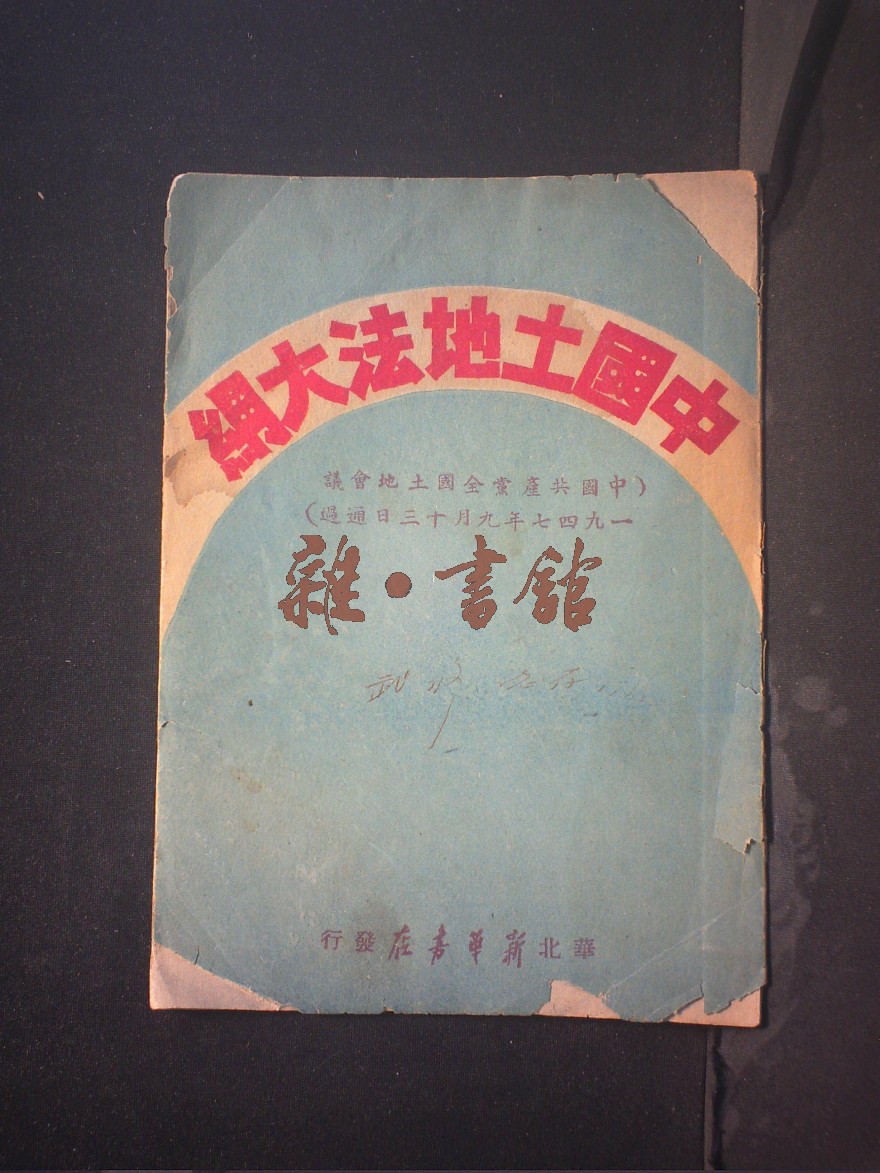 中國土地法大綱
(中國共產黨全國土地會議
一九四七年九月十三日通過)
雜•書館
華北新華書店發行